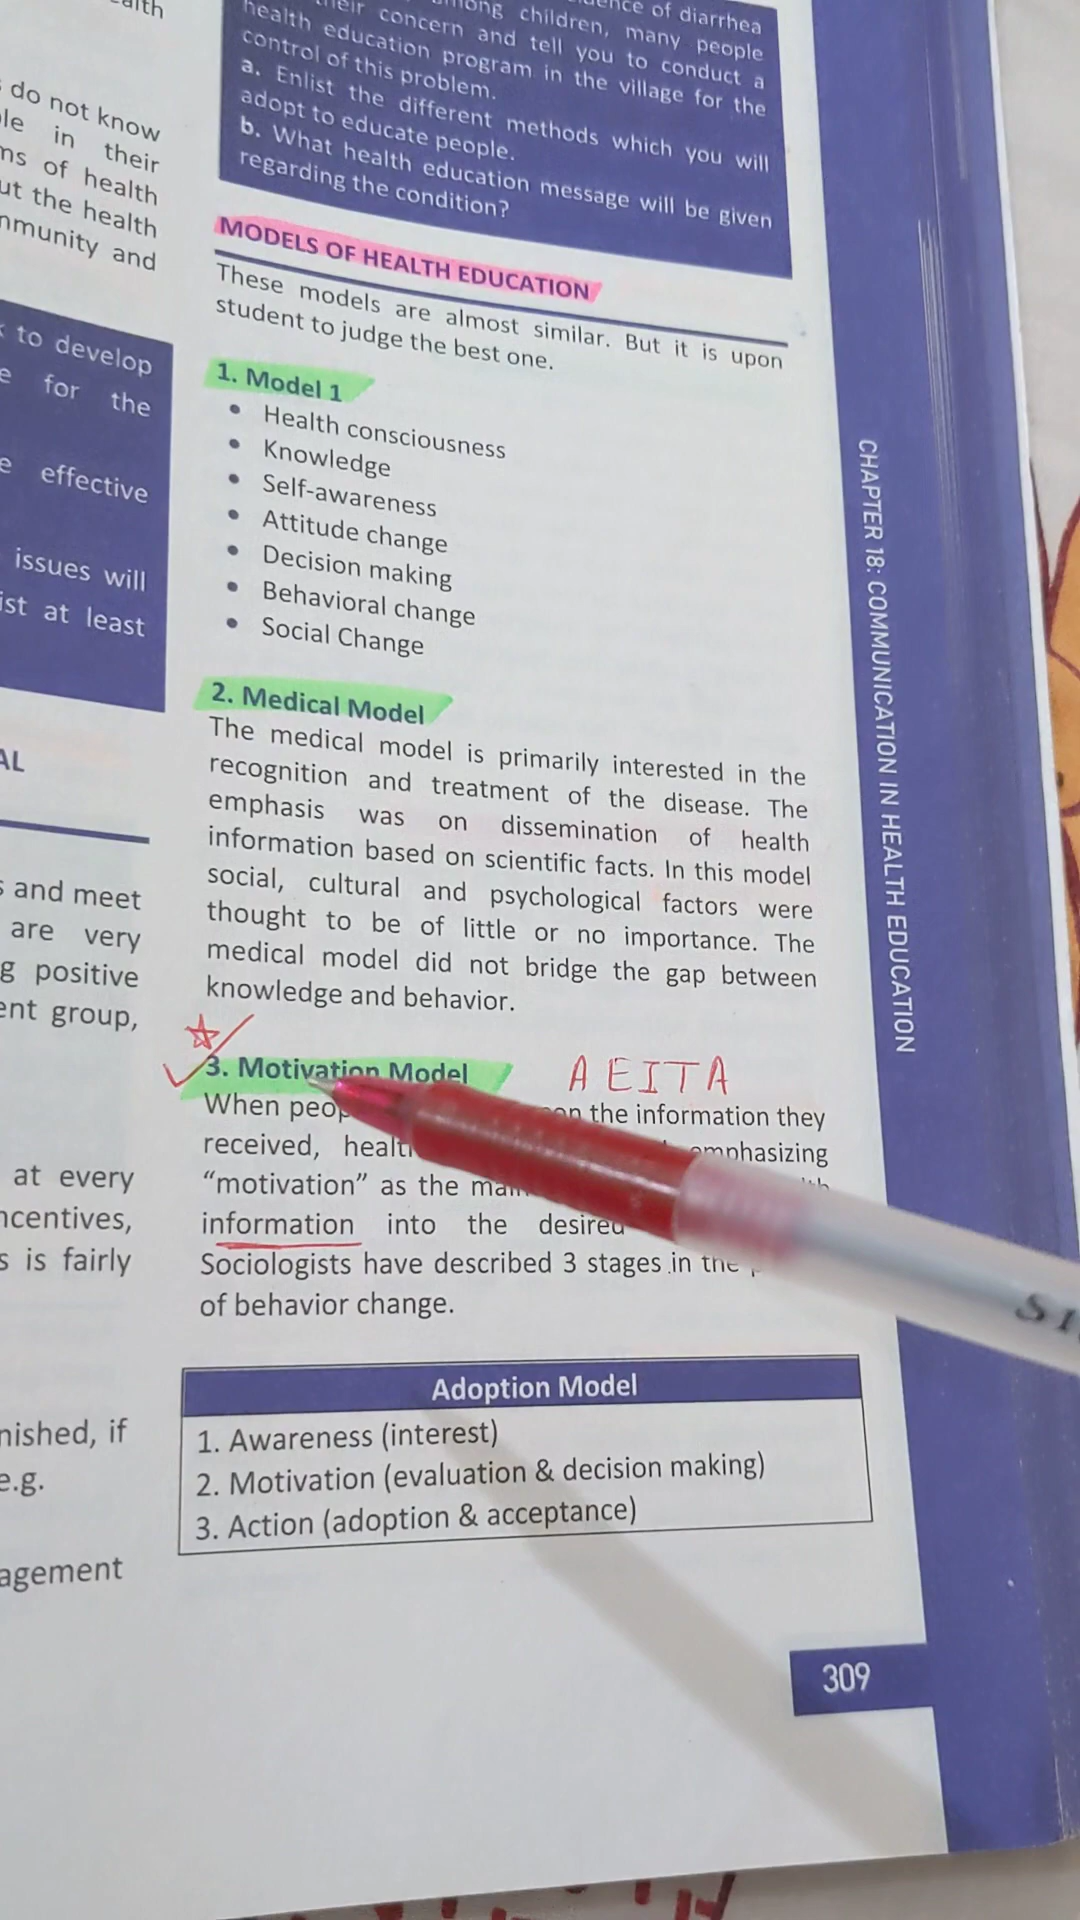 ealth
do not know
in their
of health
the health
and
to develop
for the
effective
issues will
at least
and meet
are very
positive
group,
at every
is fairly
if
e.g.
of diarrhea
among children, many people
their concern and tell you to conduct a
health education program in the village for the
control of this problem.
a. Enlist the different methods which you will
adopt to educate people.
b. What health education message will be given
regarding the condition?
MODELS OF HEALTH EDUCATION
These models are almost similar. But it is upon
student to judge the best one.
1. Model 1
• Health consciousness
• Knowledge
• Self-awareness
• Attitude change
• Decision making
• Behavioral change
• Social Change
2. Medical Model
The medical model is primarily interested in the
recognition and treatment of the disease. The
emphasis was on dissemination of health
information based on scientific facts. In this model
social, cultural and psychological factors were
thought to be of little or no importance. The
medical model did not bridge the gap between
knowledge and behavior.
3. Motivation Model
A E I T A
When the information they
received, emphasizing
"motivation" as the
information into the desired
Sociologists have described 3 stages in the
of behavior change.
Adoption Model
1. Awareness (interest)
2. Motivation (evaluation & decision making)
3. Action (adoption & acceptance)
309
CHAPTER 18: COMMUNICATION IN HEALTH EDUCATION